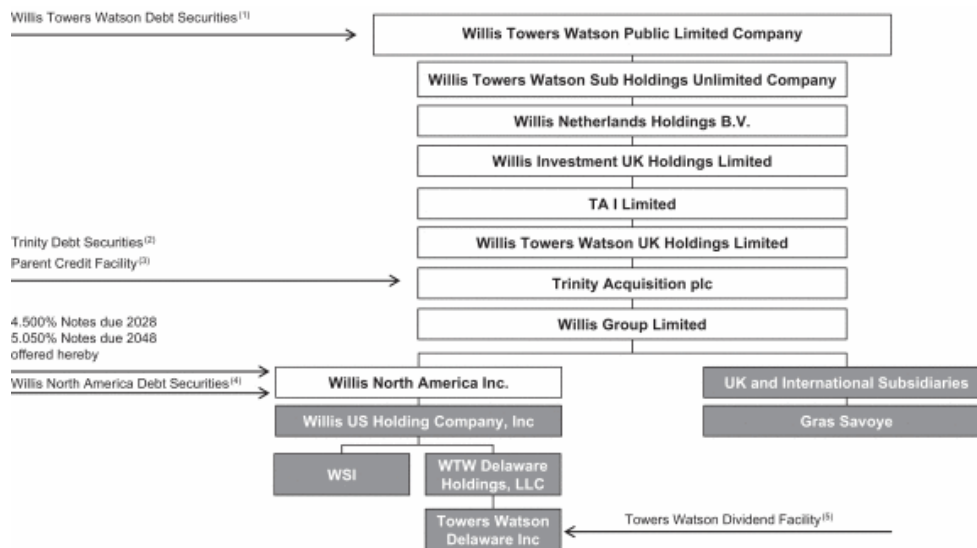 Willis Towers Watson Debt Securities(1)
Willis Towers Watson Public Limited Company
Willis Towers Watson Sub Holdings Unlimited Company
Willis Netherlands Holdings B.V.
Willis Investment UK Holdings Limited
TA I Limited
Trinity Debt Securities(2)
Willis Towers Watson UK Holdings Limited
Parent Credit Facility(3)
Trinity Acquisition plc
4.500% Notes due 2028
5.050% Notes due 2048
offered hereby
Willis Group Limited
Willis North America Debt Securities(4)
Willis North America Inc.
UK and International Subsidiaries
Willis US Holding Company, Inc
Gras Savoye
WSI
WTW Delaware
Holdings, LLC
Towers Watson
Delaware Inc
Towers Watson Dividend Facility(5)